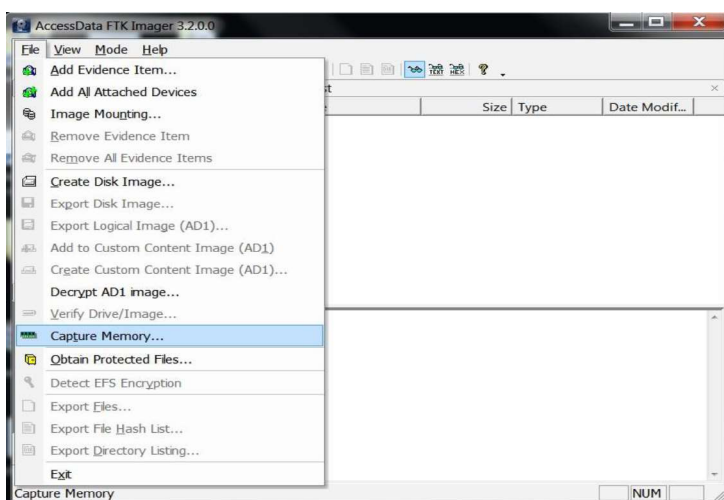 AccessData FTK Imager 3.2.0.0
File View Mode Help
Add Evidence Item...
Add All Attached Devices
Image Mounting...
Remove Evidence Item
Remove All Evidence Items
Create Disk Image...
Export Disk Image...
Export Logical Image (AD1)...
Add to Custom Content Image (AD1)
Create Custom Content Image (AD1)...
Decrypt AD1 image...
Verify Drive/Image...
Capture Memory...
Obtain Protected Files...
Detect EFS Encryption
Export Files...
Export File Hash List...
Export Directory Listing...
Exit
TEXT HEX
Size Type Date Modif...
Capture Memory
NUM